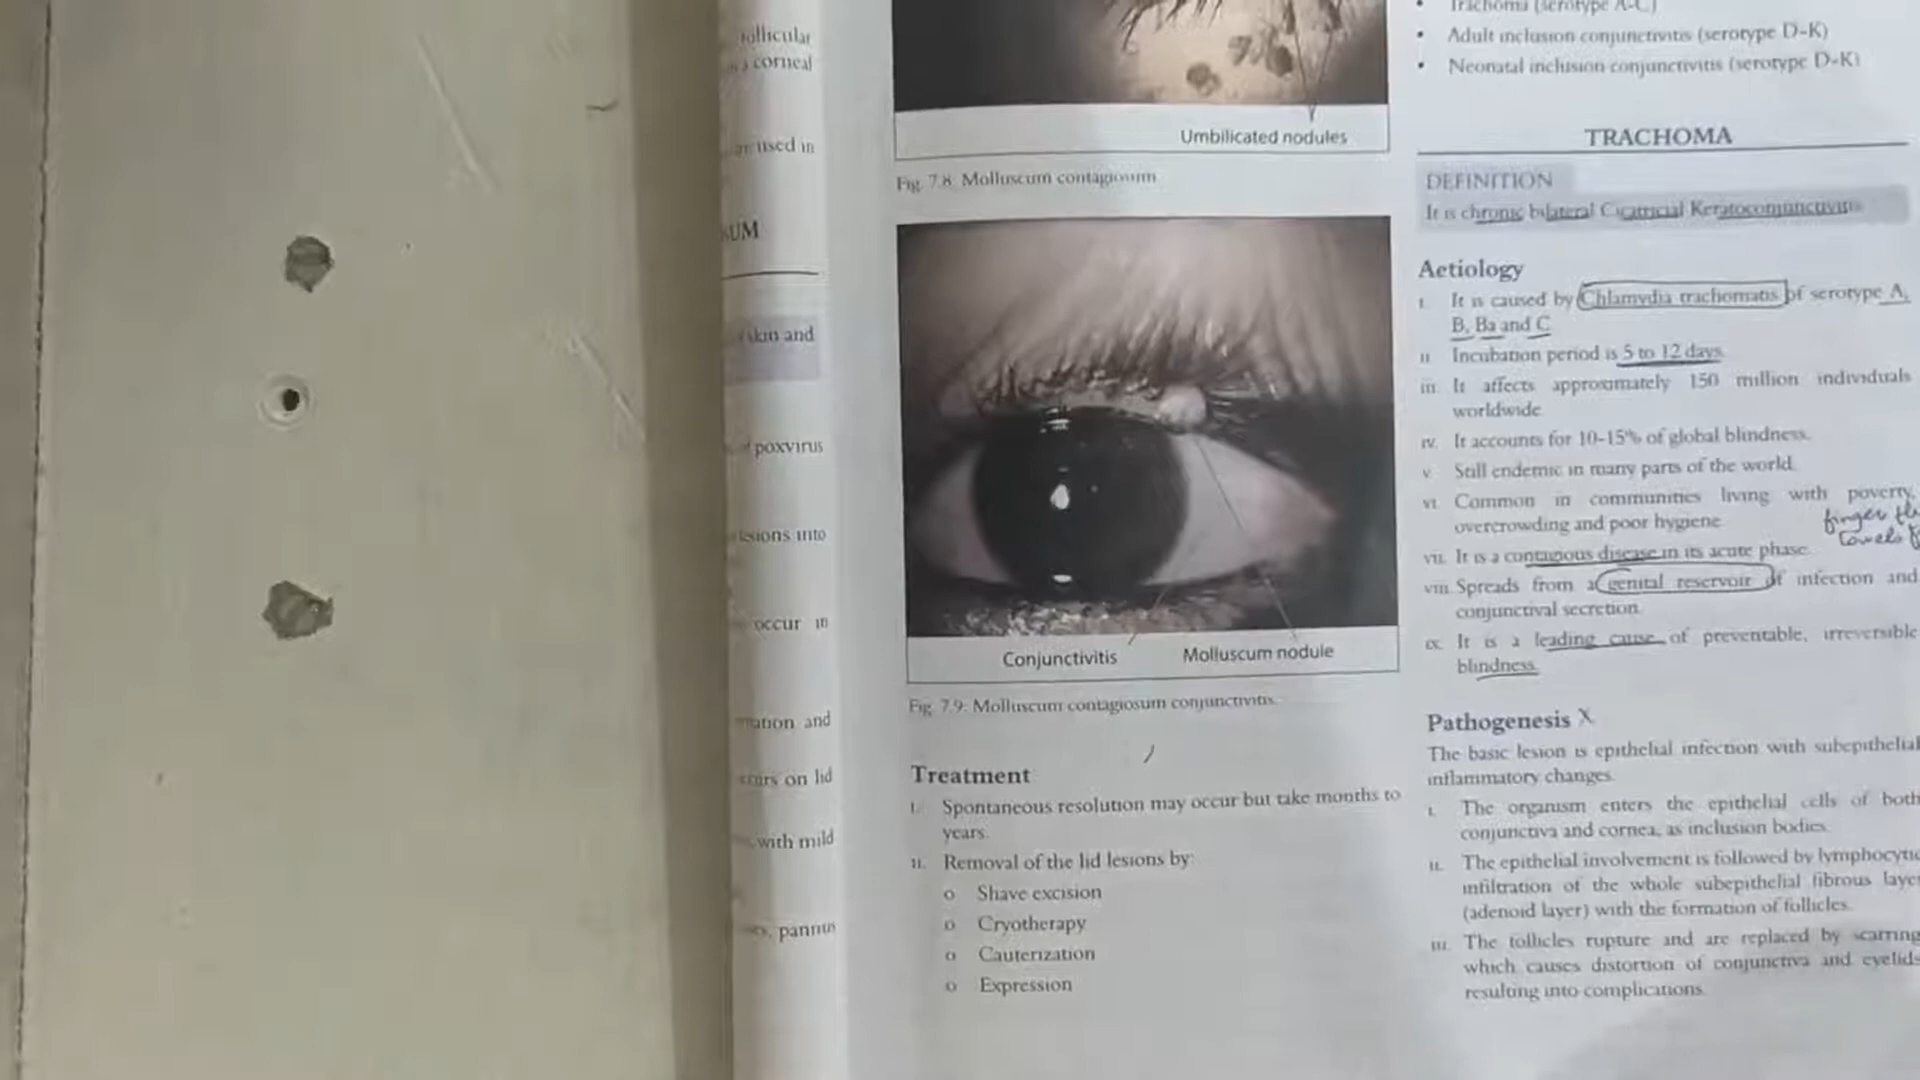 follicular
corneal
used in
SUM
skin and
poxvirus
lesions into
occur in
and
on lid
with mild
pannus
Umbilicated nodules
Fig. 7.8: Molluscum contagiosum
Conjunctivitis
Molluscum nodule
Fig. 7.9: Molluscum contagiosum conjunctivitis.
Treatment
i. Spontaneous resolution may occur but take months to
years.
ii. Removal of the lid lesions by:
o Shave excision
o Cryotherapy
o Cauterization
o Expression
• Trachoma (serotype A-C)
• Adult inclusion conjunctivitis (serotype D-K)
• Neonatal inclusion conjunctivitis (serotype D-K)
TRACHOMA
DEFINITION
It is chronic bilateral Cicatricial Keratoconjunctivitis
Aetiology
i. It is caused by Chlamydia trachomatis of serotype A,
B, Ba and C
ii. Incubation period is 5 to 12 days.
iii. It affects approximately 150 million individuals
worldwide.
iv. It accounts for 10-15% of global blindness.
v. Still endemic in many parts of the world.
vi. Common in communities living with poverty,
overcrowding and poor hygiene.
finger
towels
vii. It is a contagious disease in its acute phase.
viii. Spreads from a genital reservoir of infection and
conjunctival secretion.
ix. It is a leading cause of preventable, irreversible
blindness.
Pathogenesis X
The basic lesion is epithelial infection with subepithelial
inflammatory changes.
i. The organism enters the epithelial cells of both
conjunctiva and cornea, as inclusion bodies.
ii. The epithelial involvement is followed by lymphocytic
infiltration of the whole subepithelial fibrous layer
(adenoid layer) with the formation of follicles.
iii. The follicles rupture and are replaced by scarring
which causes distortion of conjunctiva and eyelids
resulting into complications.